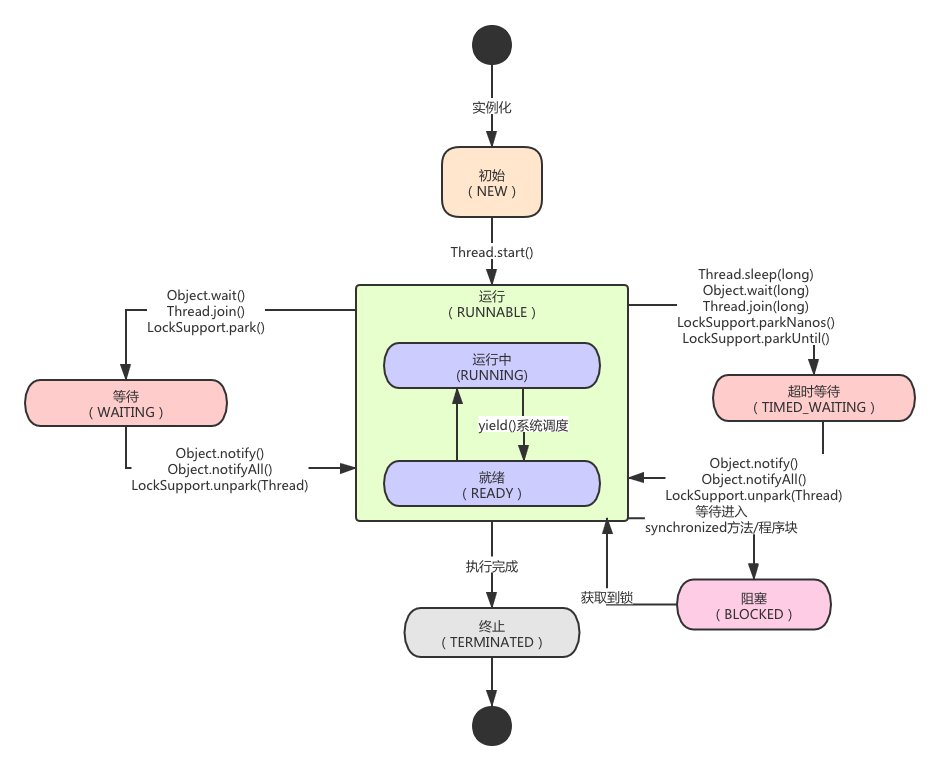 实例化
初始
（NEW）
Thread.start()
运行
（RUNNABLE）
Object.wait()
Thread.join()
LockSupport.park()
Thread.sleep(long)
Object.wait(long)
Thread.join(long)
LockSupport.parkNanos()
LockSupport.parkUntil()
运行中
(RUNNING)
等待
（WAITING）
超时等待
（TIMED_WAITING）
yield()系统调度
Object.notify()
Object.notifyAll()
LockSupport.unpark(Thread)
就绪
（READY）
Object.notify()
Object.notifyAll()
LockSupport.unpark(Thread)
等待进入
synchronized方法/程序块
执行完成
获取到锁
阻塞
（BLOCKED）
终止
（TERMINATED）